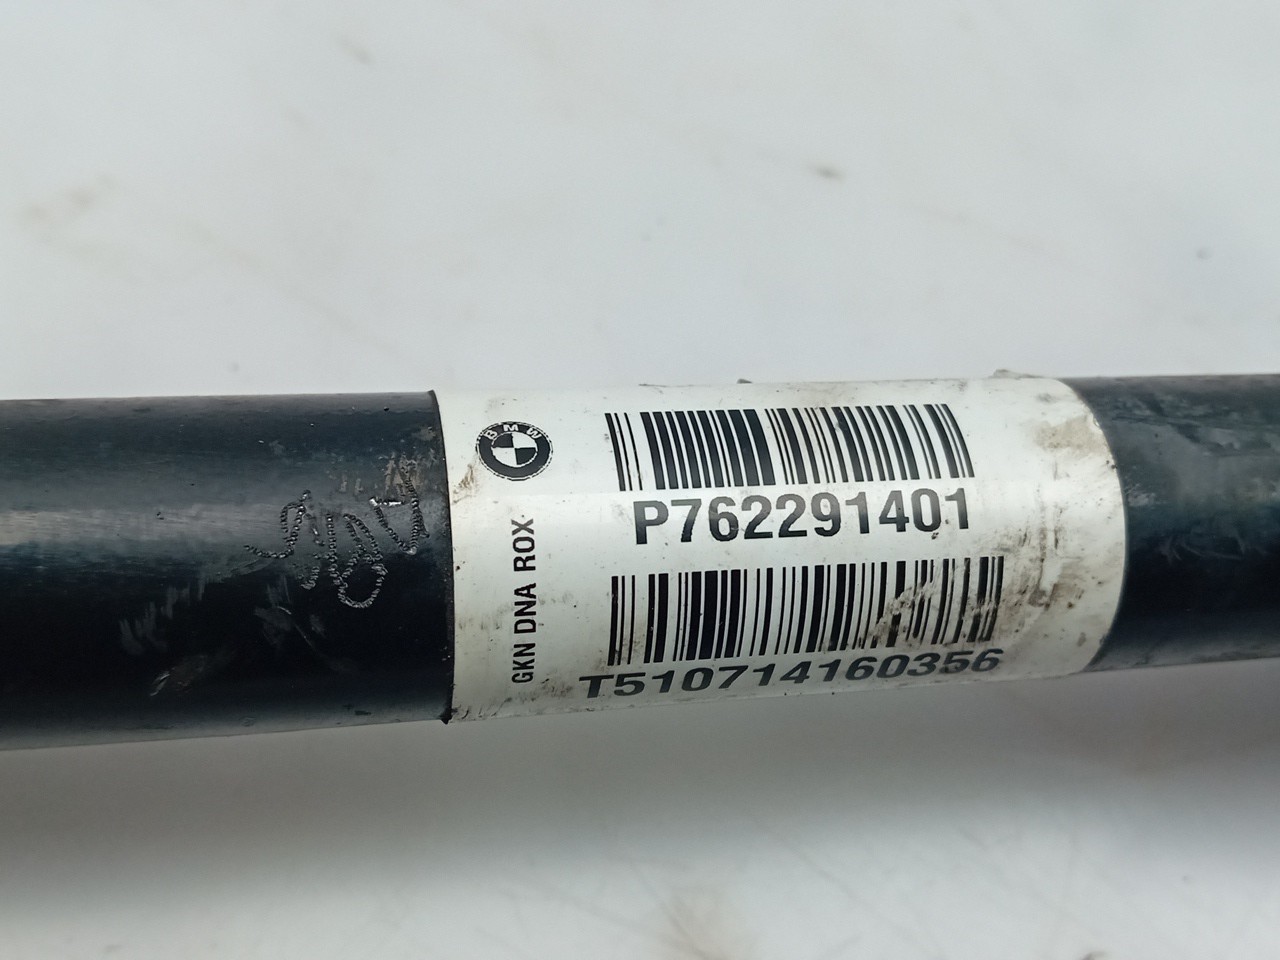 BMW
P762291401
GKN DNA ROX
T510714160356